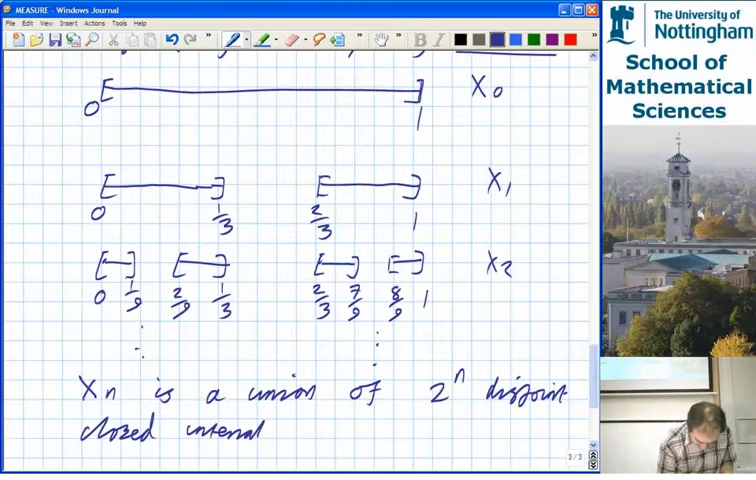 MEASURE - Windows Journal
File Edit View Insert Actions Tools Help
B I
The University of
Nottingham
School of
Mathematical
Sciences
X0
0 1
X1
0 1/3 2/3 1
X2
0 1/9 2/9 1/3 2/3 7/9 8/9 1
Xn is a union of 2^n disjoint
closed interval
3/3